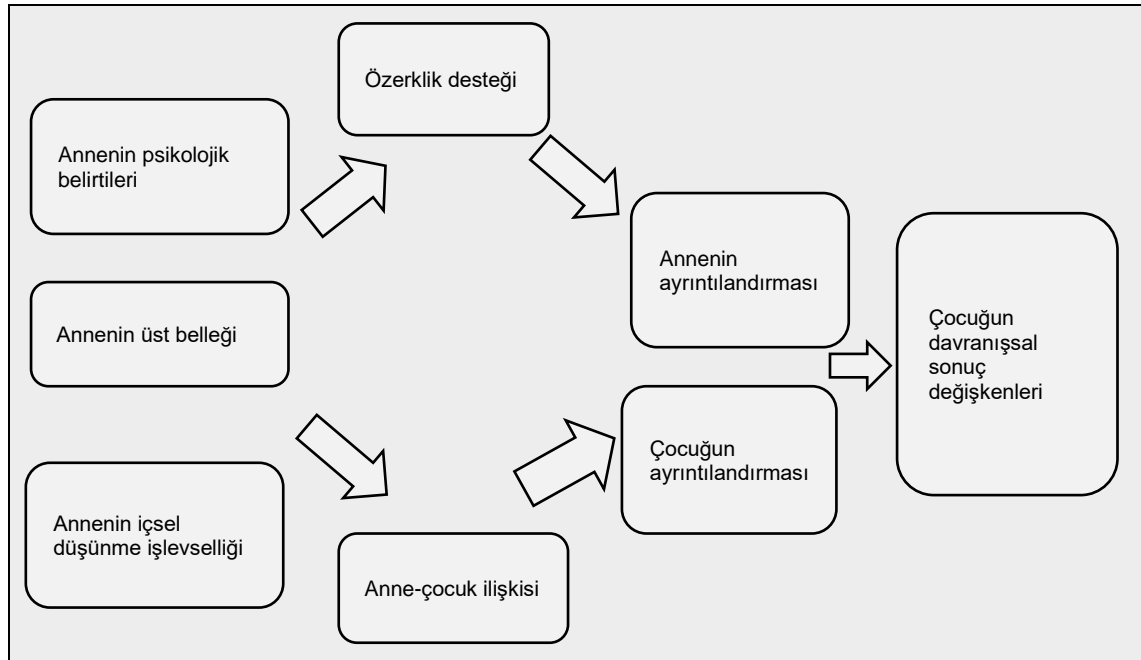 Özerklik desteği
Annenin psikolojik
belirtileri
Annenin üst belleği
Annenin içsel
düşünme işlevselliği
Anne-çocuk ilişkisi
Annenin
ayrıntılandırması
Çocuğun
ayrıntılandırması
Çocuğun
davranışsal
sonuç
değişkenleri